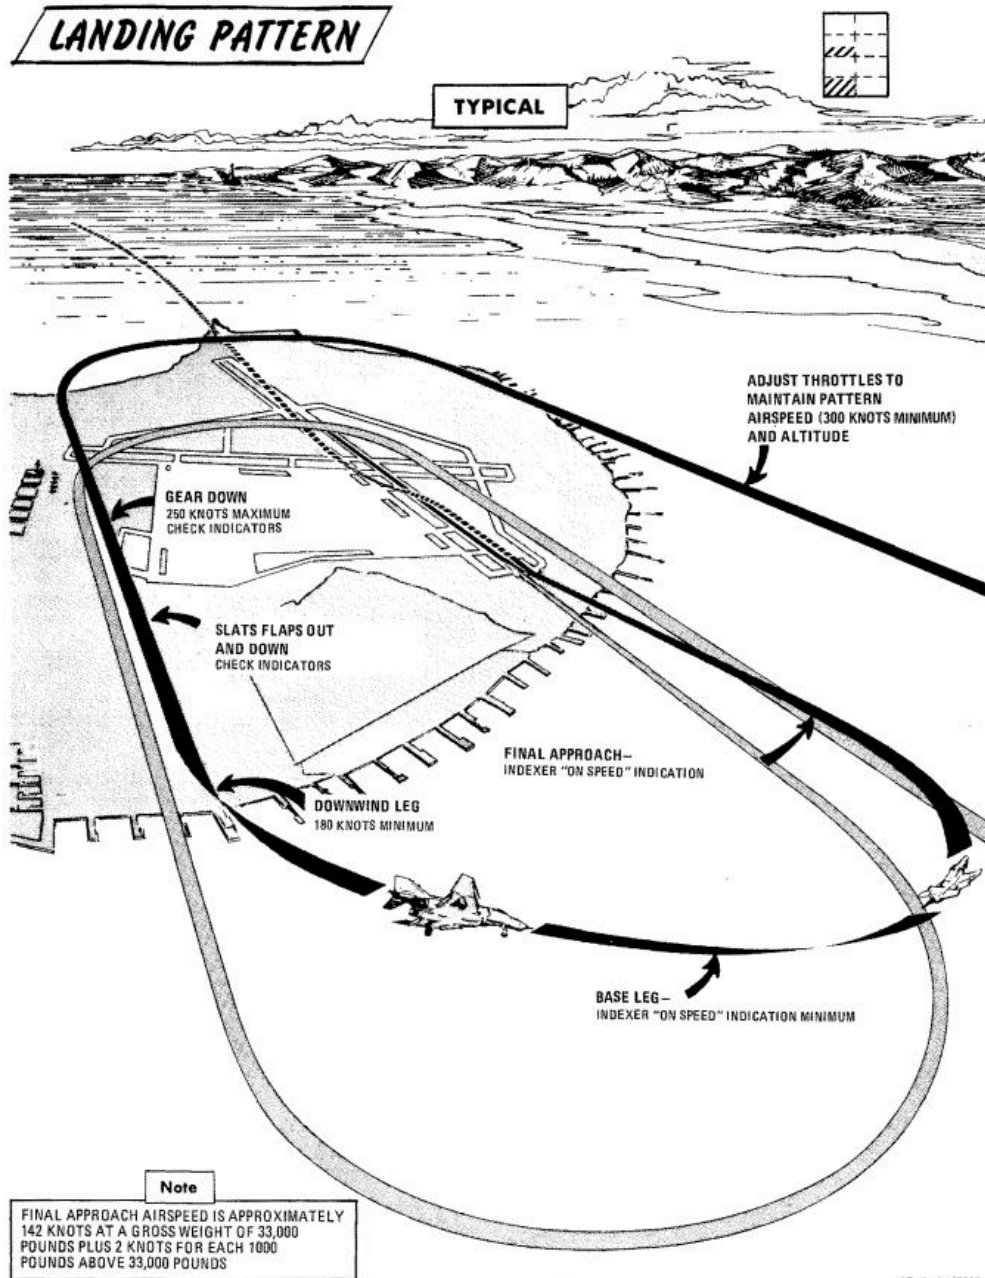 LANDING PATTERN
TYPICAL
ADJUST THROTTLES TO
MAINTAIN PATTERN
AIRSPEED (300 KNOTS MINIMUM)
AND ALTITUDE
GEAR DOWN
250 KNOTS MAXIMUM
CHECK INDICATORS
SLATS FLAPS OUT
AND DOWN
CHECK INDICATORS
FINAL APPROACH–
INDEXER "ON SPEED" INDICATION
DOWNWIND LEG
180 KNOTS MINIMUM
BASE LEG–
INDEXER "ON SPEED" INDICATION MINIMUM
Note
FINAL APPROACH AIRSPEED IS APPROXIMATELY
142 KNOTS AT A GROSS WEIGHT OF 33,000
POUNDS PLUS 2 KNOTS FOR EACH 1000
POUNDS ABOVE 33,000 POUNDS